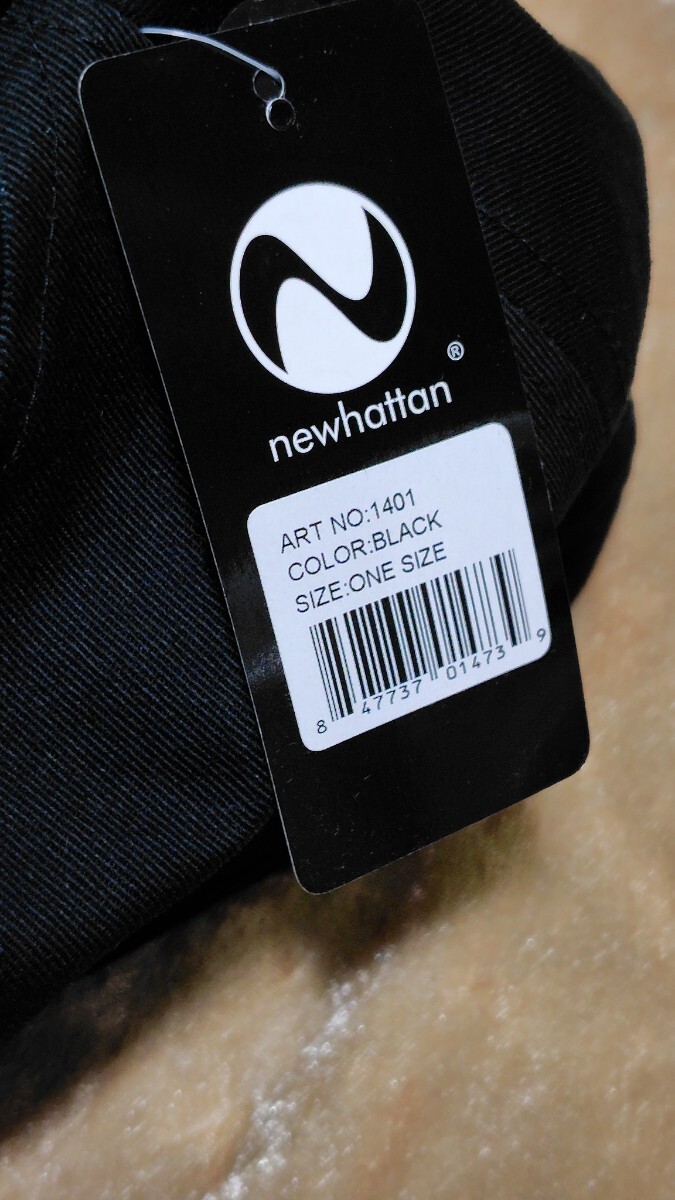 ®
newhattan
ART NO:1401
COLOR:BLACK
SIZE:ONE SIZE
8 47737 01473 9